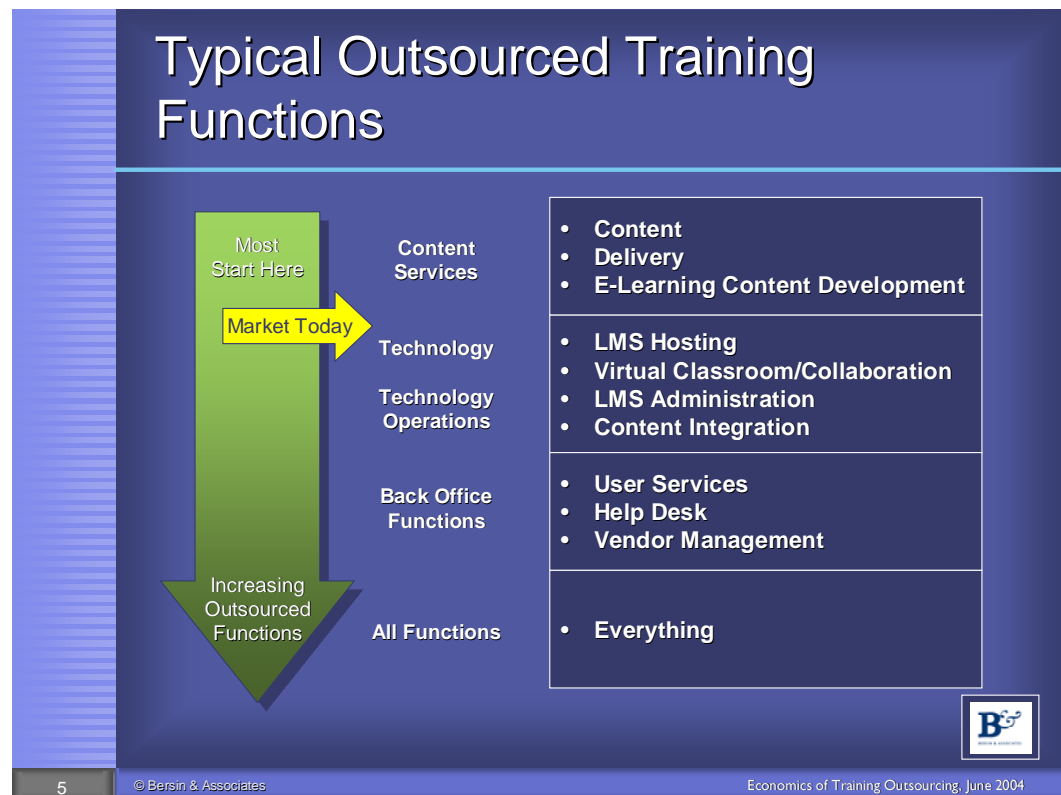 Typical Outsourced Training
Functions
Most
Start Here
Market Today
Increasing
Outsourced
Functions
Content
Services
• Content
• Delivery
• E-Learning Content Development
Technology
Technology
Operations
• LMS Hosting
• Virtual Classroom/Collaboration
• LMS Administration
• Content Integration
Back Office
Functions
• User Services
• Help Desk
• Vendor Management
All Functions
• Everything
B&
BERSIN & ASSOCIATES
5
© Bersin & Associates
Economics of Training Outsourcing, June 2004